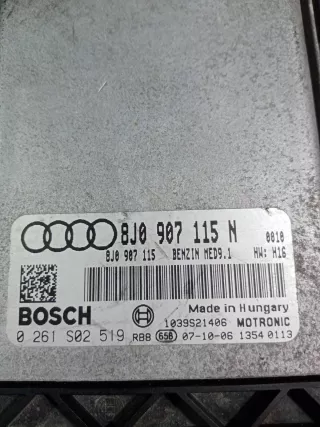 8J0 907 115 N 0010
8J0 907 115 BENZIN MED9.1 HW: H16
Made in Hungary
BOSCH 1039S21406 MOTRONIC
0 261 S02 519 RBB 656 07-10-06 1354 0113